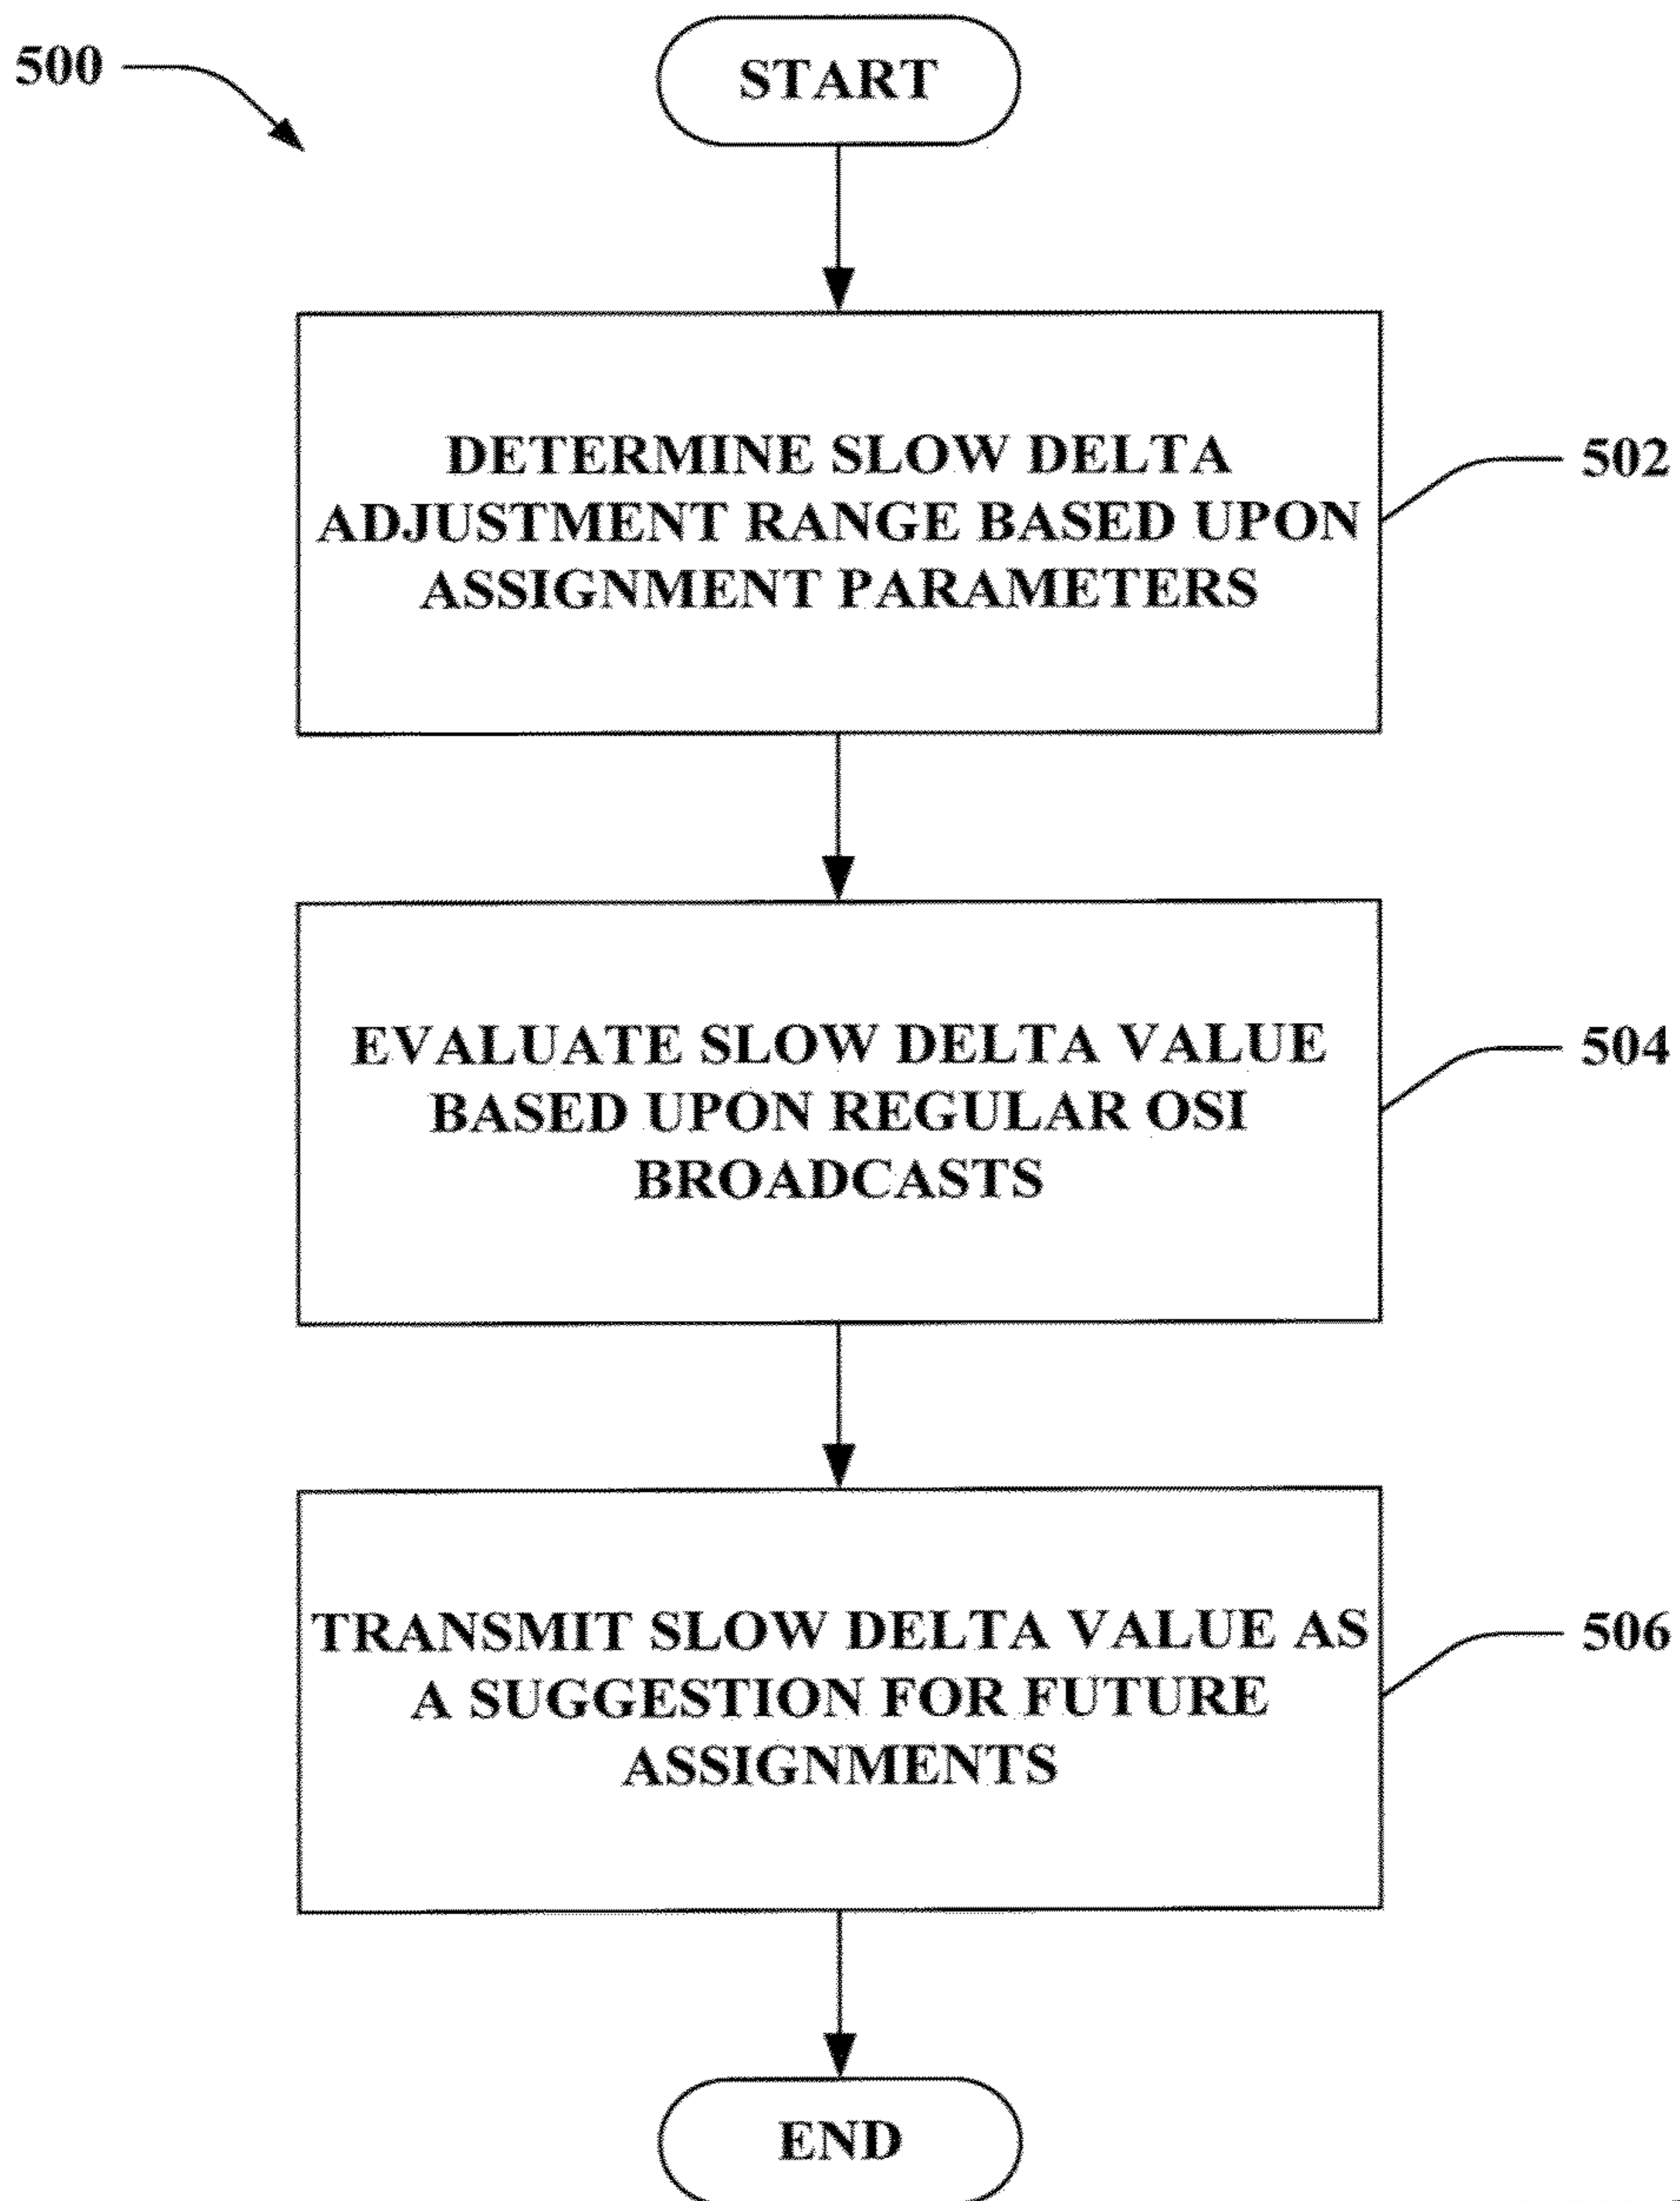 500
START
DETERMINE SLOW DELTA
ADJUSTMENT RANGE BASED UPON
ASSIGNMENT PARAMETERS
502
EVALUATE SLOW DELTA VALUE
BASED UPON REGULAR OSI
BROADCASTS
504
TRANSMIT SLOW DELTA VALUE AS
A SUGGESTION FOR FUTURE
ASSIGNMENTS
506
END